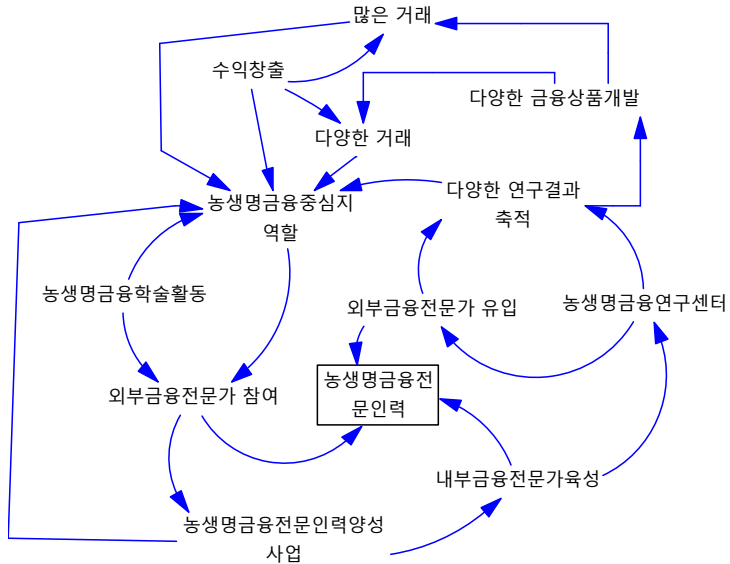 많은 거래
수익창출
다양한 금융상품개발
다양한 거래
농생명금융중심지
역할
다양한 연구결과
축적
농생명금융학술활동
외부금융전문가 유입
농생명금융연구센터
외부금융전문가 참여
농생명금융전
문인력
내부금융전문가육성
농생명금융전문인력양성
사업